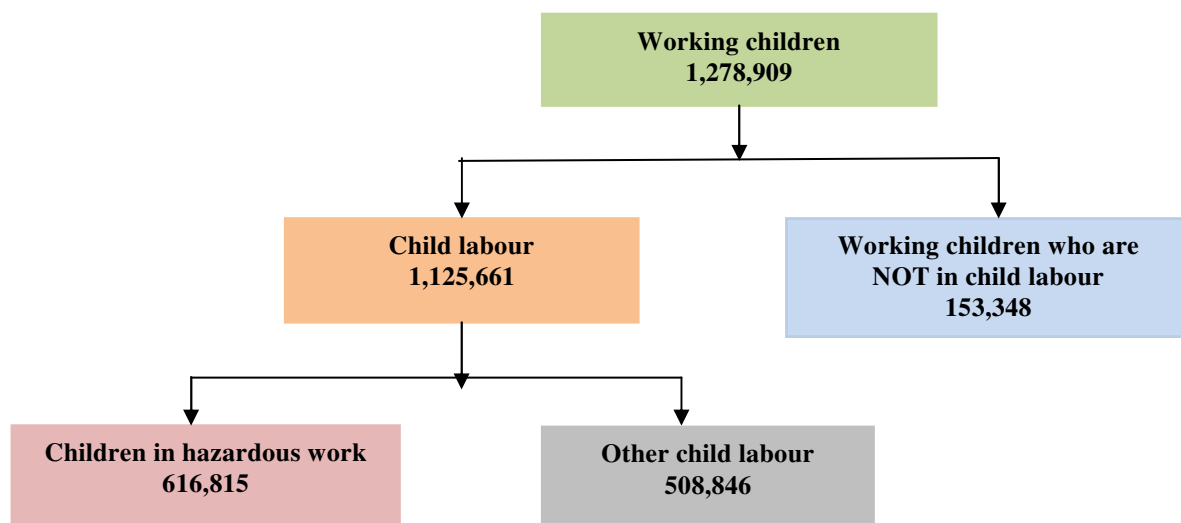 Working children
1,278,909
Child labour
1,125,661
Working children who are
NOT in child labour
153,348
Children in hazardous work
616,815
Other child labour
508,846